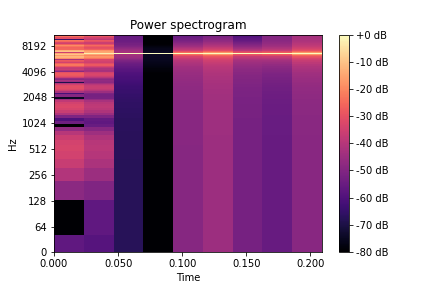 Power spectrogram
Hz
8192
4096
2048
1024
512
256
128
64
0
0.000 0.050 0.100 0.150 0.200
Time
+0 dB
-10 dB
-20 dB
-30 dB
-40 dB
-50 dB
-60 dB
-70 dB
-80 dB